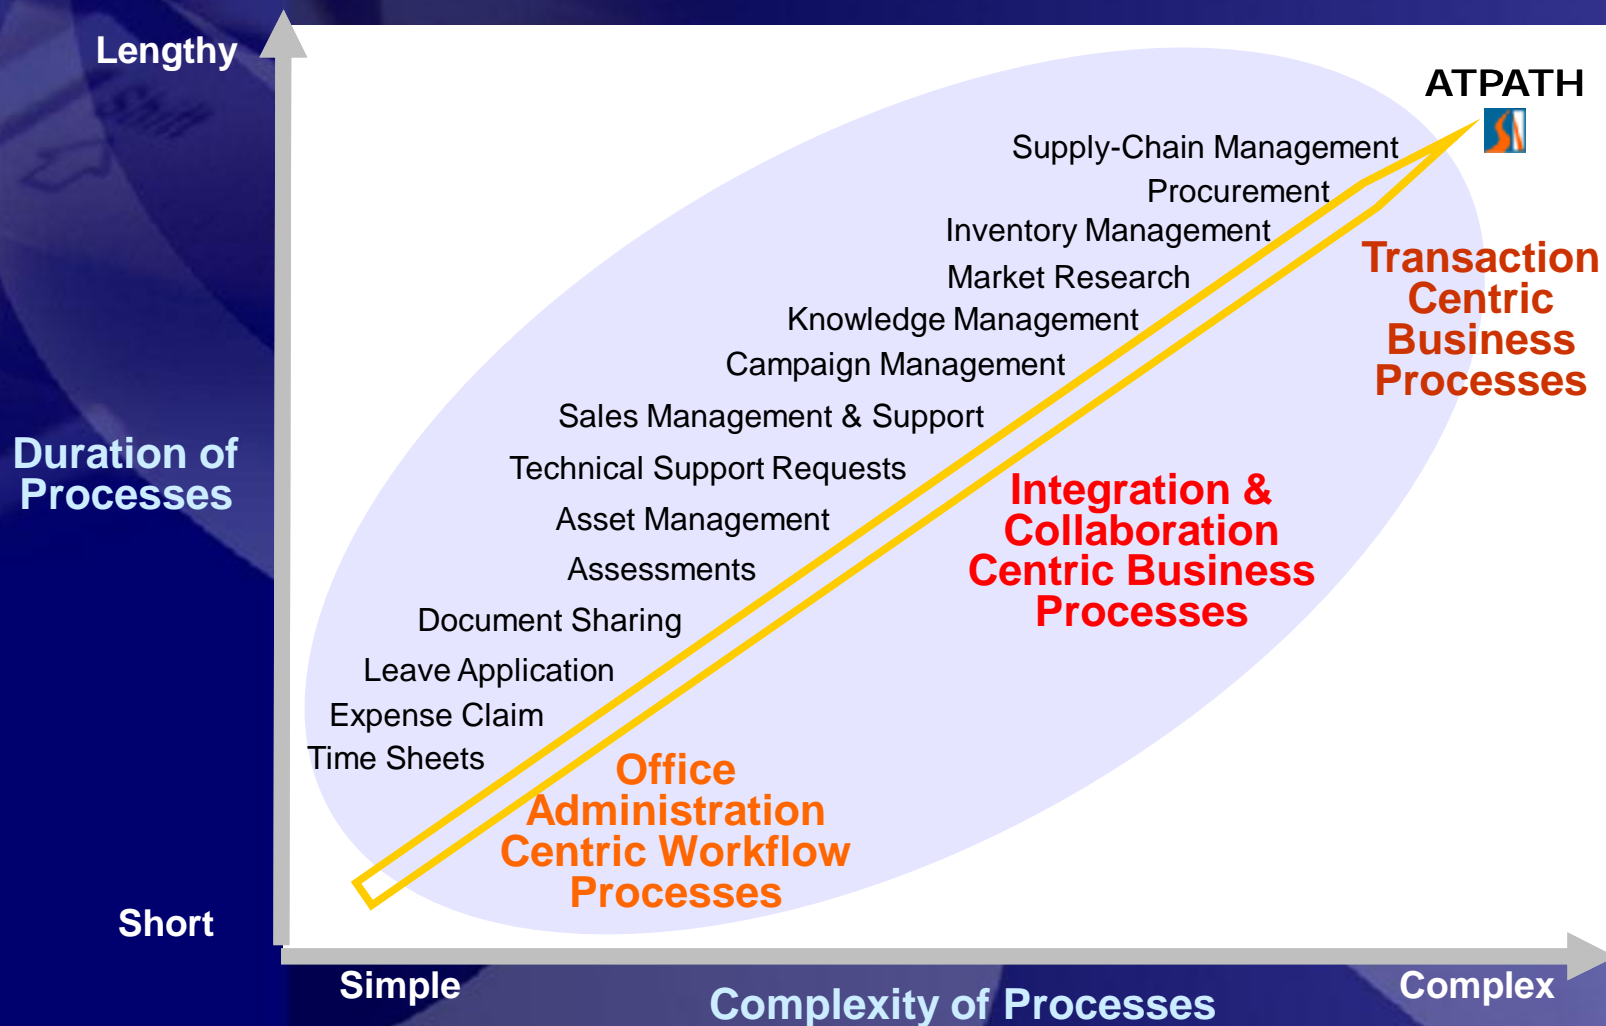 Lengthy
ATPATH
Shift
Supply-Chain Management
Procurement
Inventory Management
Market Research
Knowledge Management
Campaign Management
Sales Management & Support
Technical Support Requests
Asset Management
Assessments
Document Sharing
Leave Application
Expense Claim
Time Sheets
Transaction
Centric
Business
Processes
Duration of
Processes
Integration &
Collaboration
Centric Business
Processes
Office
Administration
Centric Workflow
Processes
Short
Simple
Complexity of Processes
Complex